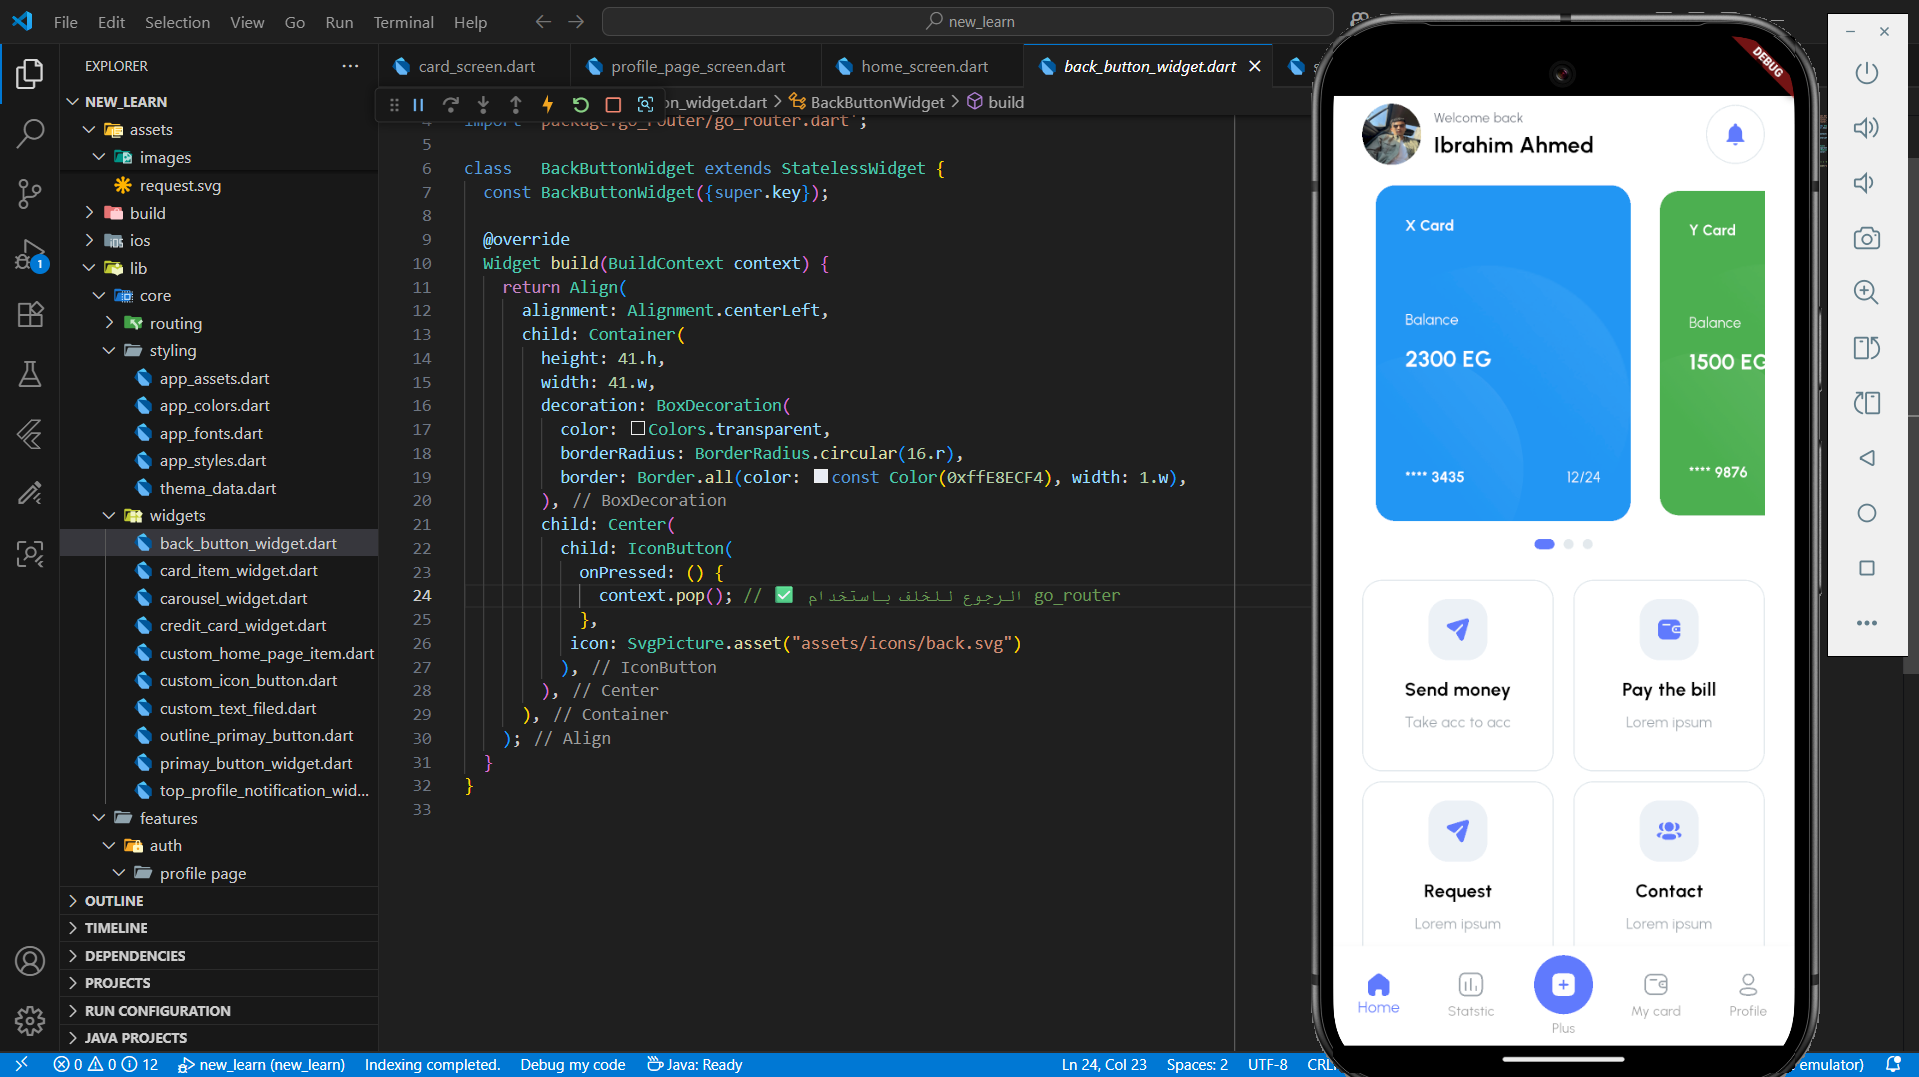 File Edit Selection View Go Run Terminal Help
new_learn
EXPLORER
NEW_LEARN
assets
images
request.svg
build
ios
lib
core
routing
styling
app_assets.dart
app_colors.dart
app_fonts.dart
app_styles.dart
thema_data.dart
widgets
back_button_widget.dart
card_item_widget.dart
carousel_widget.dart
credit_card_widget.dart
custom_home_page_item.dart
custom_icon_button.dart
custom_text_filed.dart
outline_primay_button.dart
primay_button_widget.dart
top_profile_notification_wid...
features
auth
profile page
OUTLINE
TIMELINE
DEPENDENCIES
PROJECTS
RUN CONFIGURATION
JAVA PROJECTS
1
card_screen.dart profile_page_screen.dart home_screen.dart back_button_widget.dart
on_widget.dart > BackButtonWidget > build
import 'package:go_router/go_router.dart';
5
6 class BackButtonWidget extends StatelessWidget {
7 const BackButtonWidget({super.key});
8
9 @override
10 Widget build(BuildContext context) {
11 return Align(
12 alignment: Alignment.centerLeft,
13 child: Container(
14 height: 41.h,
15 width: 41.w,
16 decoration: BoxDecoration(
17 color: Colors.transparent,
18 borderRadius: BorderRadius.circular(16.r),
19 border: Border.all(color: const Color(0xffE8ECF4), width: 1.w),
20 ), // BoxDecoration
21 child: Center(
22 child: IconButton(
23 onPressed: () {
24 context.pop(); // ✅ الرجوع للخلف باستخدام go_router
25 },
26 icon: SvgPicture.asset("assets/icons/back.svg")
27 ), // IconButton
28 ), // Center
29 ), // Container
30 ); // Align
31 }
32 }
33
DEBUG
Welcome back
Ibrahim Ahmed
X Card
Balance
2300 EG
**** 3435 12/24
Y Card
Balance
1500 EG
**** 9876
Send money
Take acc to acc
Pay the bill
Lorem ipsum
Request
Lorem ipsum
Contact
Lorem ipsum
Home Statstic Plus My card Profile
0 0 12 new_learn (new_learn) Indexing completed. Debug my code Java: Ready Ln 24, Col 23 Spaces: 2 UTF-8 emulator)